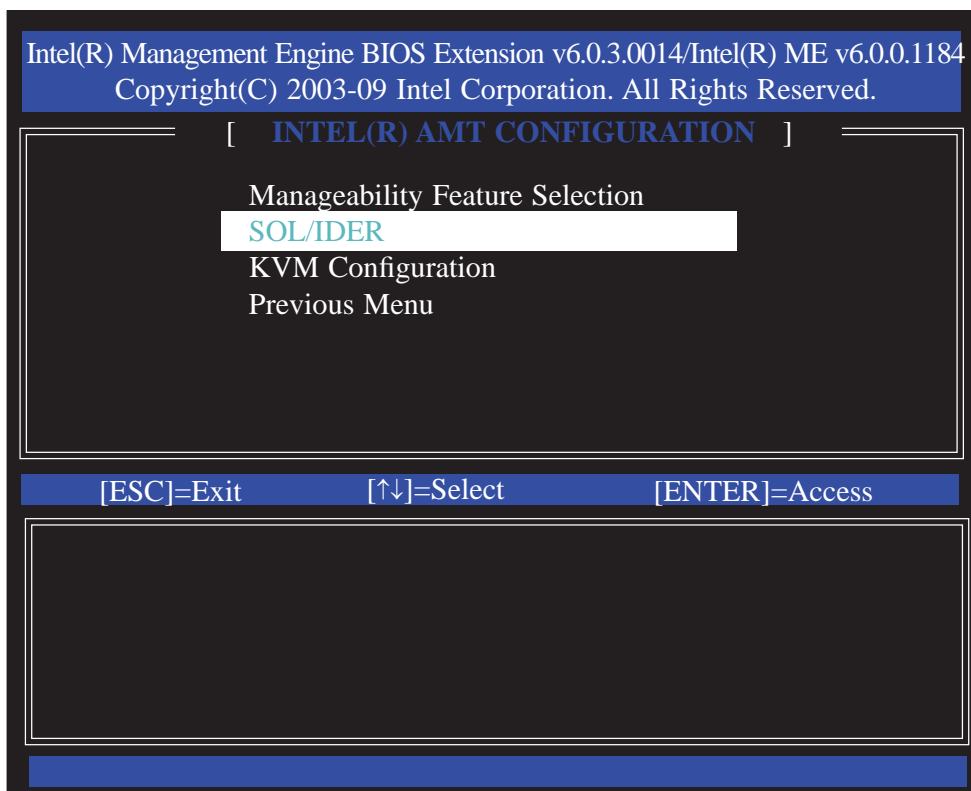 Intel(R) Management Engine BIOS Extension v6.0.3.0014/Intel(R) ME v6.0.0.1184
Copyright(C) 2003-09 Intel Corporation. All Rights Reserved.
[ INTEL(R) AMT CONFIGURATION ]
Manageability Feature Selection
SOL/IDER
KVM Configuration
Previous Menu
[ESC]=Exit [↑↓]=Select [ENTER]=Access